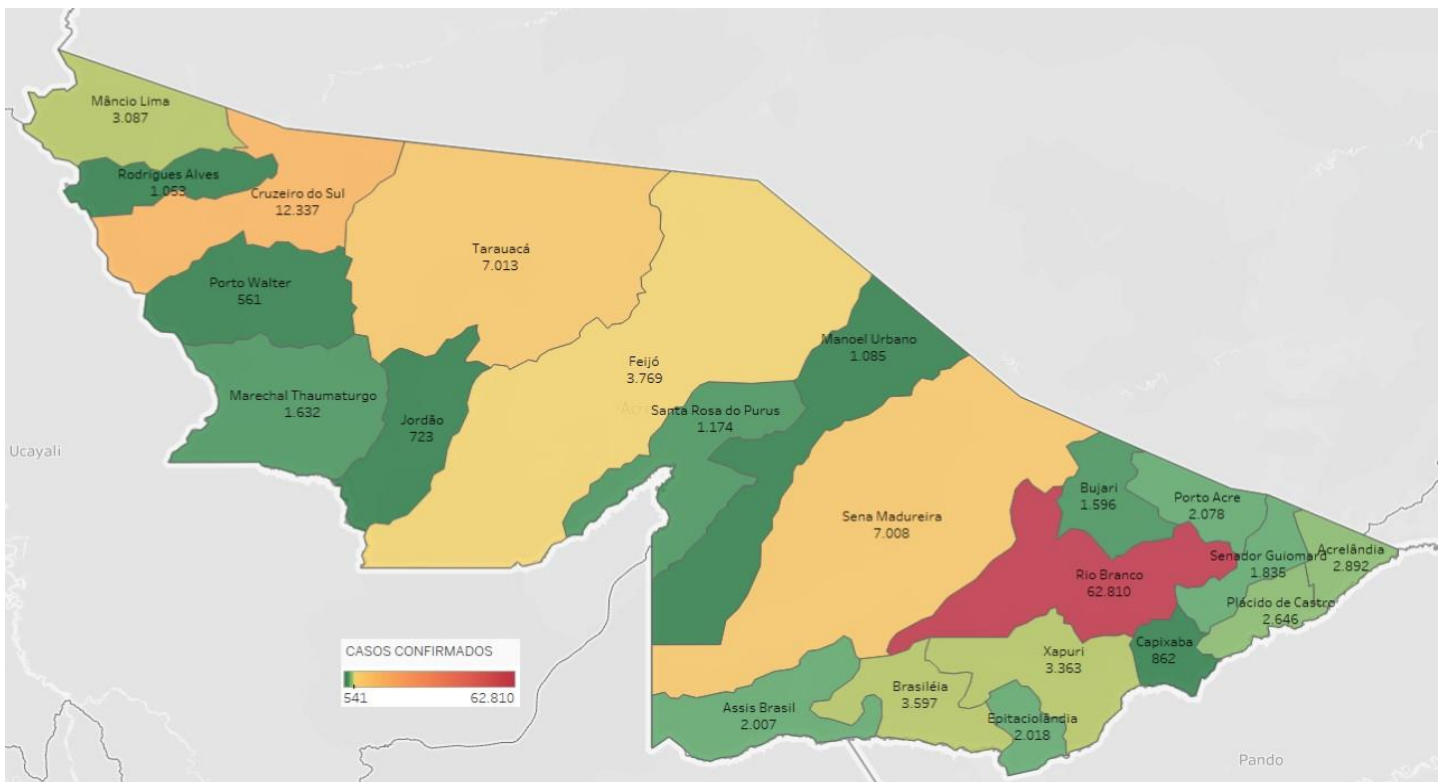 Mâncio Lima
3.087
Rodrigues Alves
1.053
Cruzeiro do Sul
12.337
Tarauacá
7.013
Porto Walter
561
Marechal Thaumaturgo
1.632
Jordão
723
Feijó
3.769
Manoel Urbano
1.085
Santa Rosa do Purus
1.174
Ucayali
Sena Madureira
7.008
Bujari
1.596
Porto Acre
2.078
Senador Guiomard
1.835
Acrelândia
2.892
Rio Branco
62.810
Plácido de Castro
2.646
Capixaba
862
Xapuri
3.363
Brasiléia
3.597
Assis Brasil
2.007
Epitaciolândia
2.018
CASOS CONFIRMADOS
541 62.810
Pando